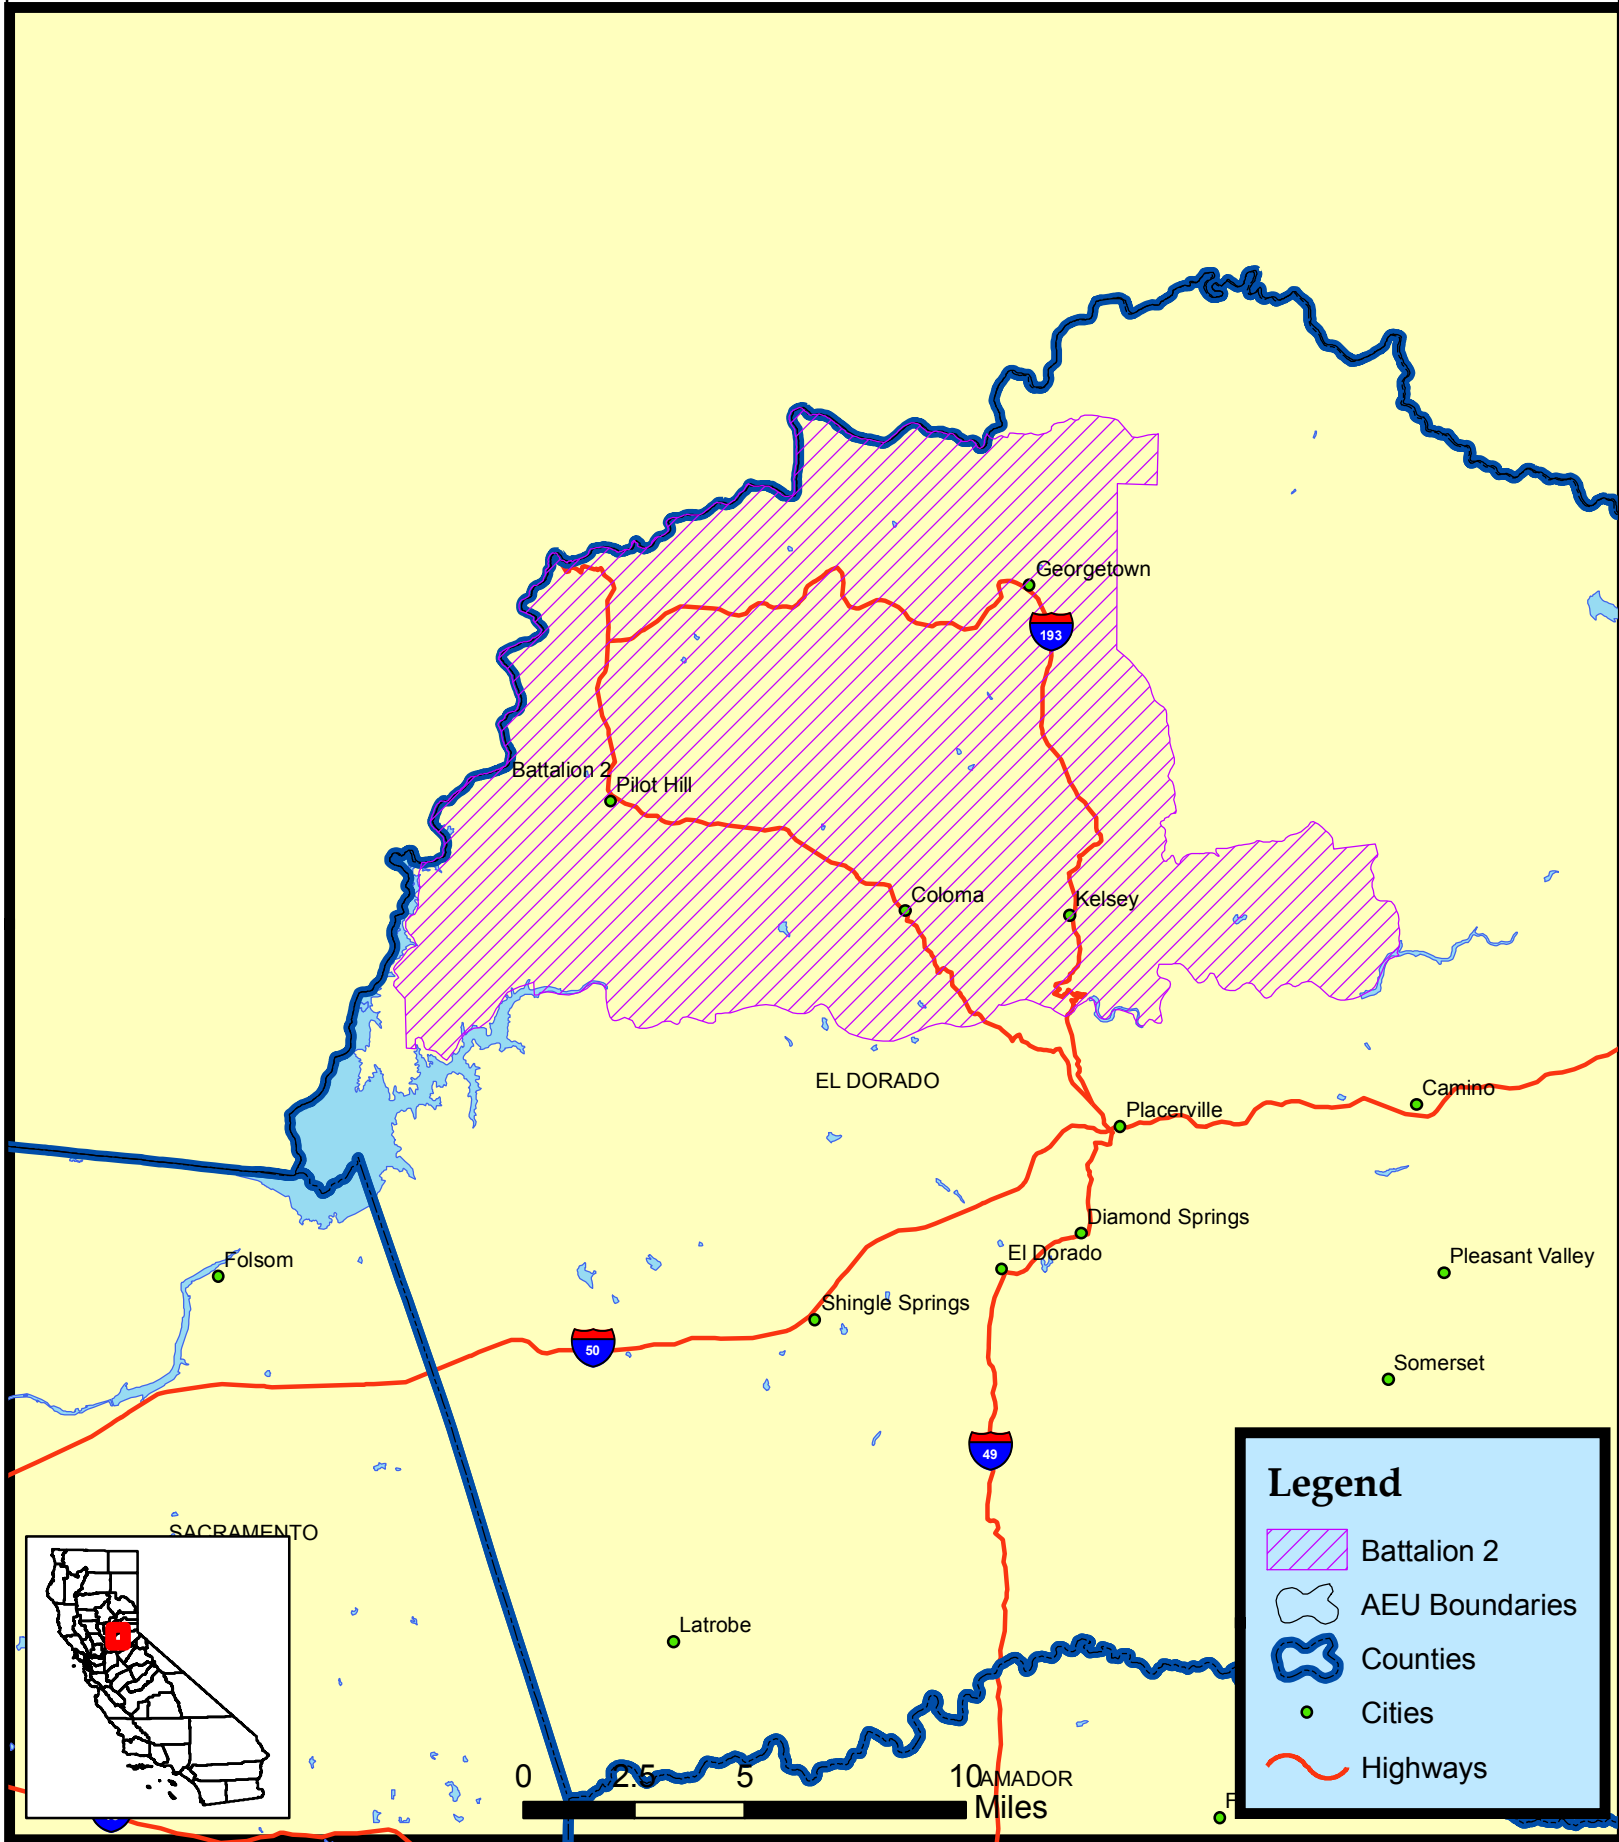 Georgetown
193
Battalion 2
Pilot Hill
Coloma
Kelsey
EL DORADO
Camino
Placerville
Diamond Springs
El Dorado
Pleasant Valley
Folsom
Shingle Springs
50
Somerset
49
SACRAMENTO
Latrobe
Legend
Battalion 2
AEU Boundaries
Counties
Cities
Highways
0 2.5 5 10
Miles
AMADOR
F